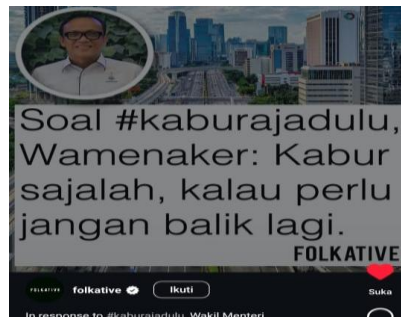 Soal #kaburajadulu,
Wamenaker: Kabur
sajalah, kalau perlu
jangan balik lagi.
FOLKATIVE
FOLKATIVE
folkative
Ikuti
Suka
In response to #kaburajadulu, Wakil Menteri